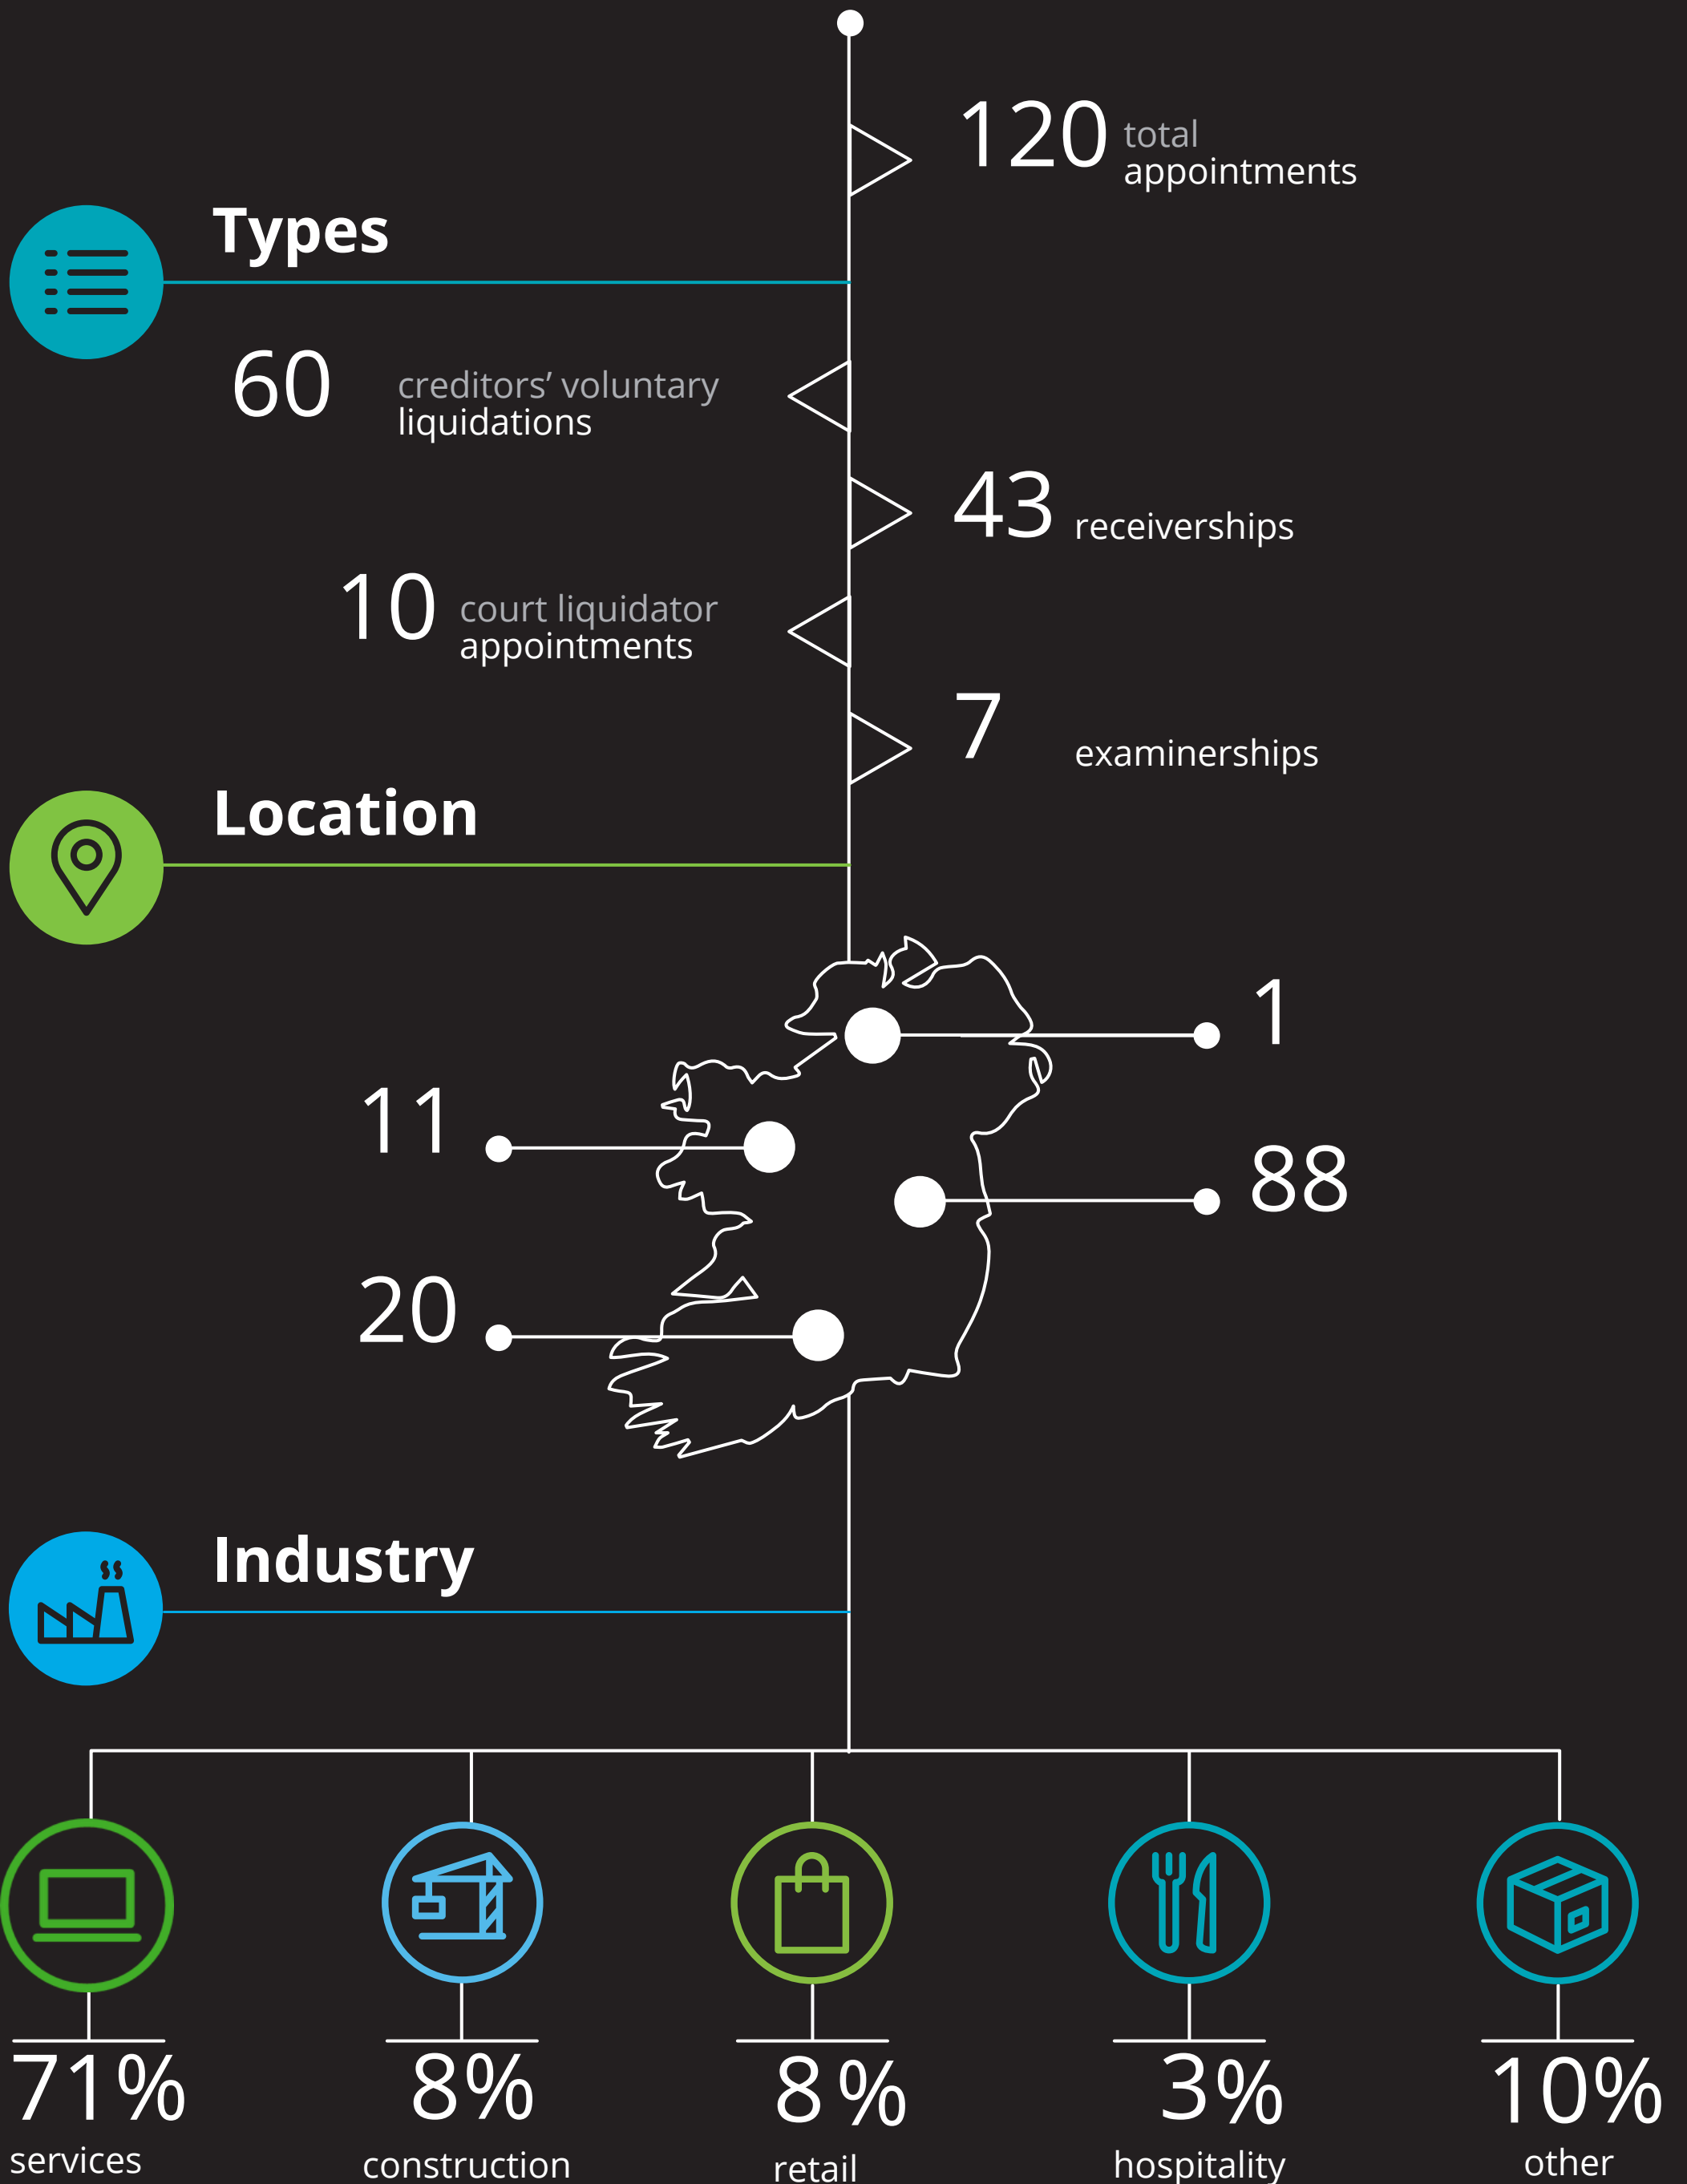 120 total
appointments
Types
60 creditors’ voluntary
liquidations
43 receiverships
10 court liquidator
appointments
7 examinerships
Location
1
11
88
20
Industry
71% 8% 8% 3% 10%
services construction retail hospitality other